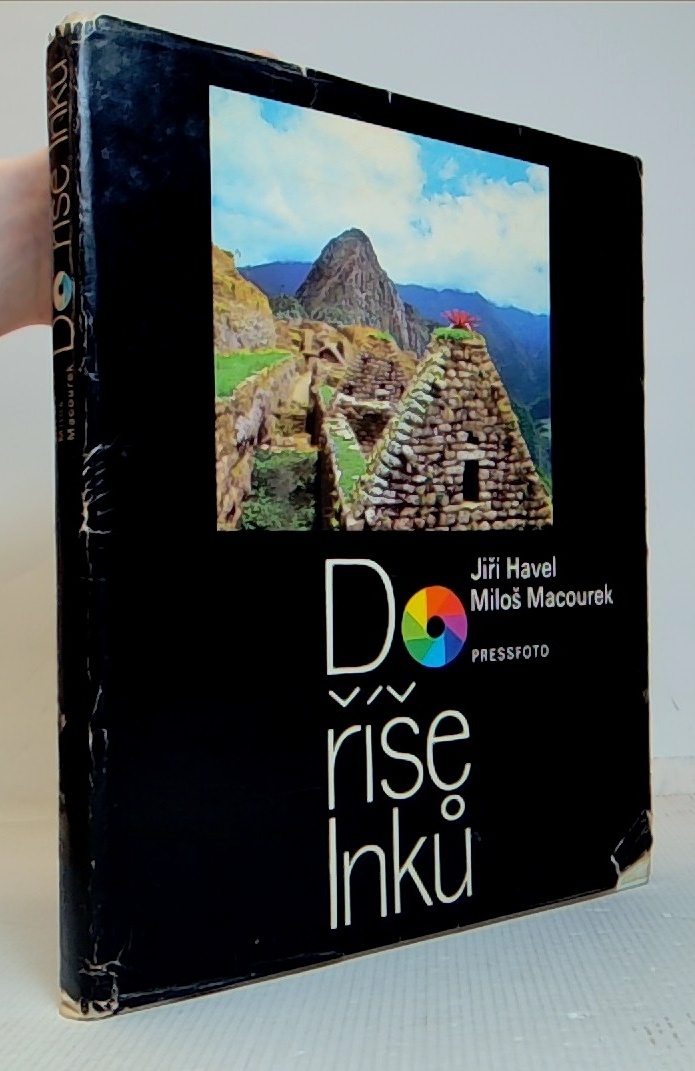 Do říše Inků
Miloš
Macourek
Jiří Havel
Miloš Macourek
PRESSFOTO
Do
říše
Inků